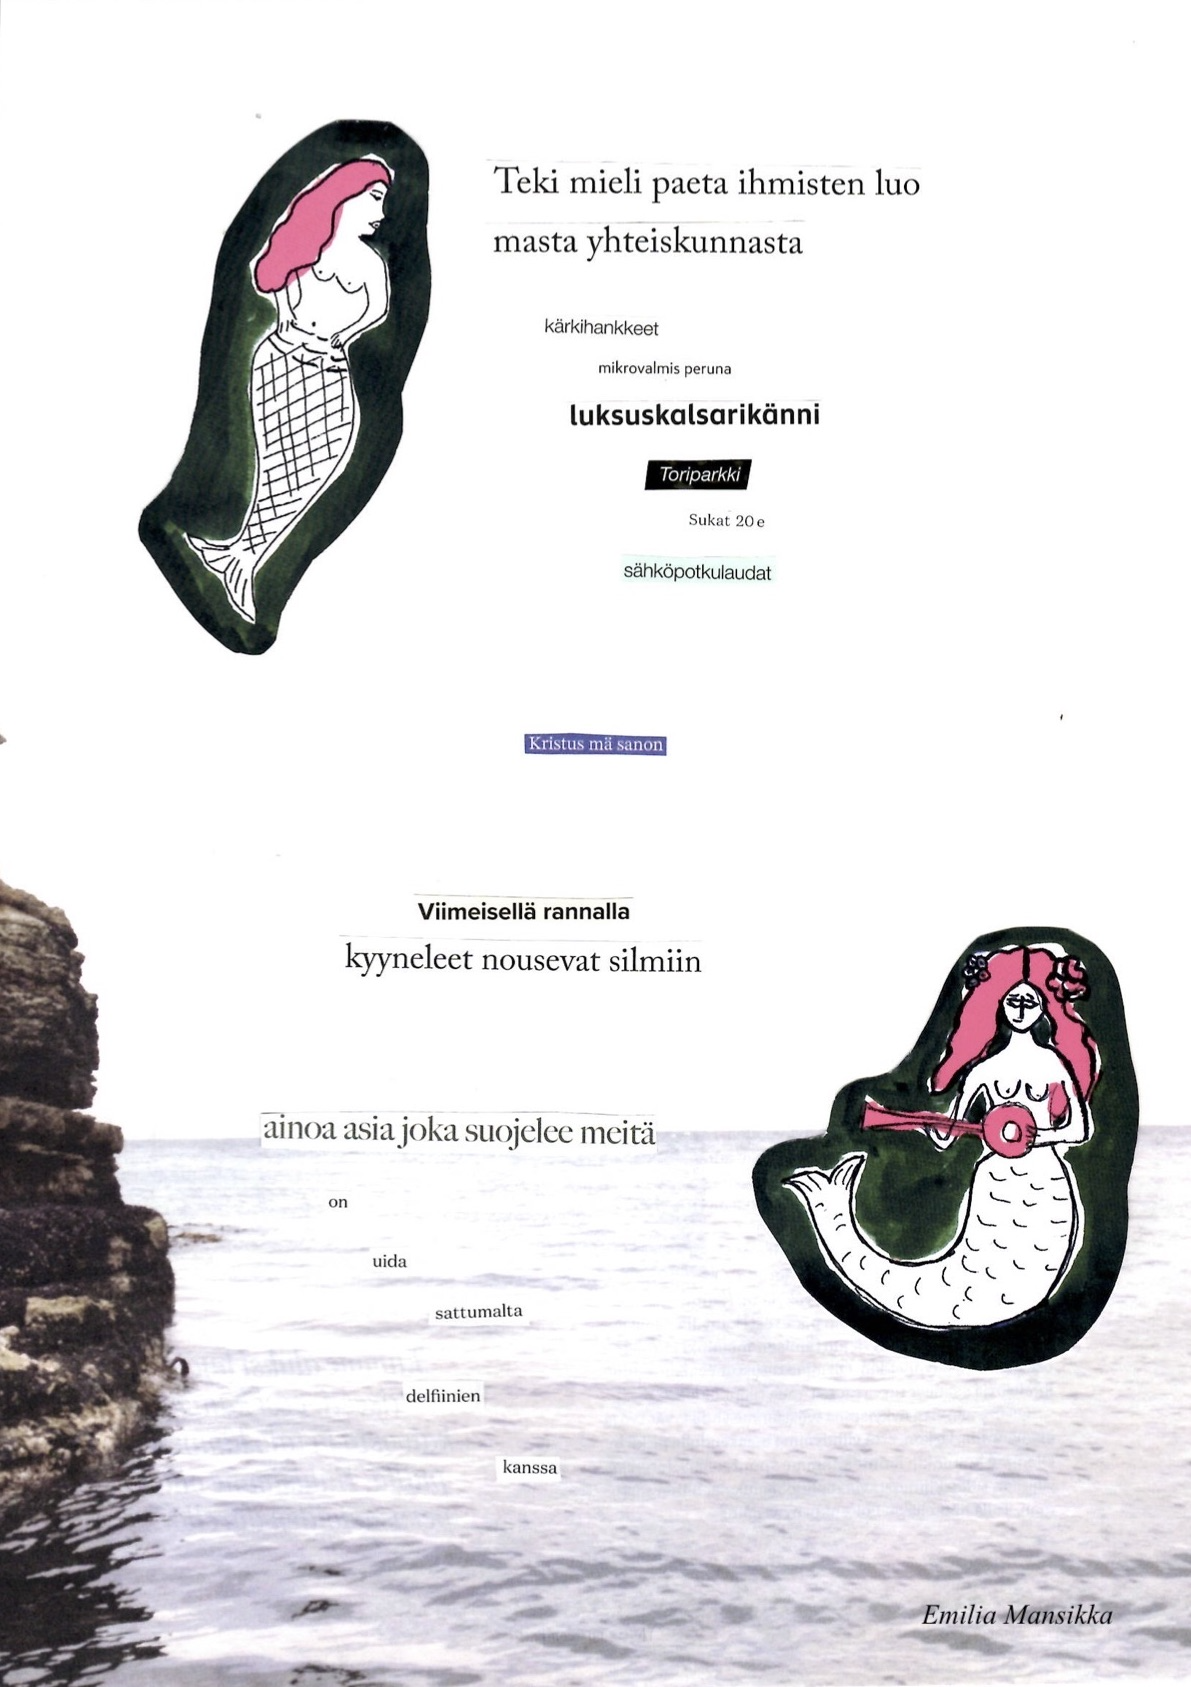 Teki mieli paeta ihmisten luo
masta yhteiskunnasta
kärkihankkeet
mikrovalmis peruna
luksuskalsarikänni
Toriparkki
Sukat 20 e
sähköpotkulaudat
Kristus mä sanon
Viimeisellä rannalla
kyyneleet nousevat silmiin
ainoa asia joka suojelee meitä
on
uida
sattumalta
delfiinien
kanssa
Emilia Mansikka